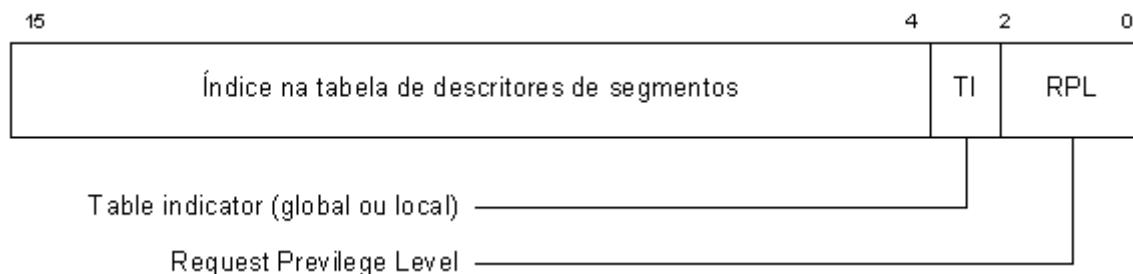 15 4 2 0
Índice na tabela de descritores de segmentos TI RPL
Table indicator (global ou local)
Request Previlege Level